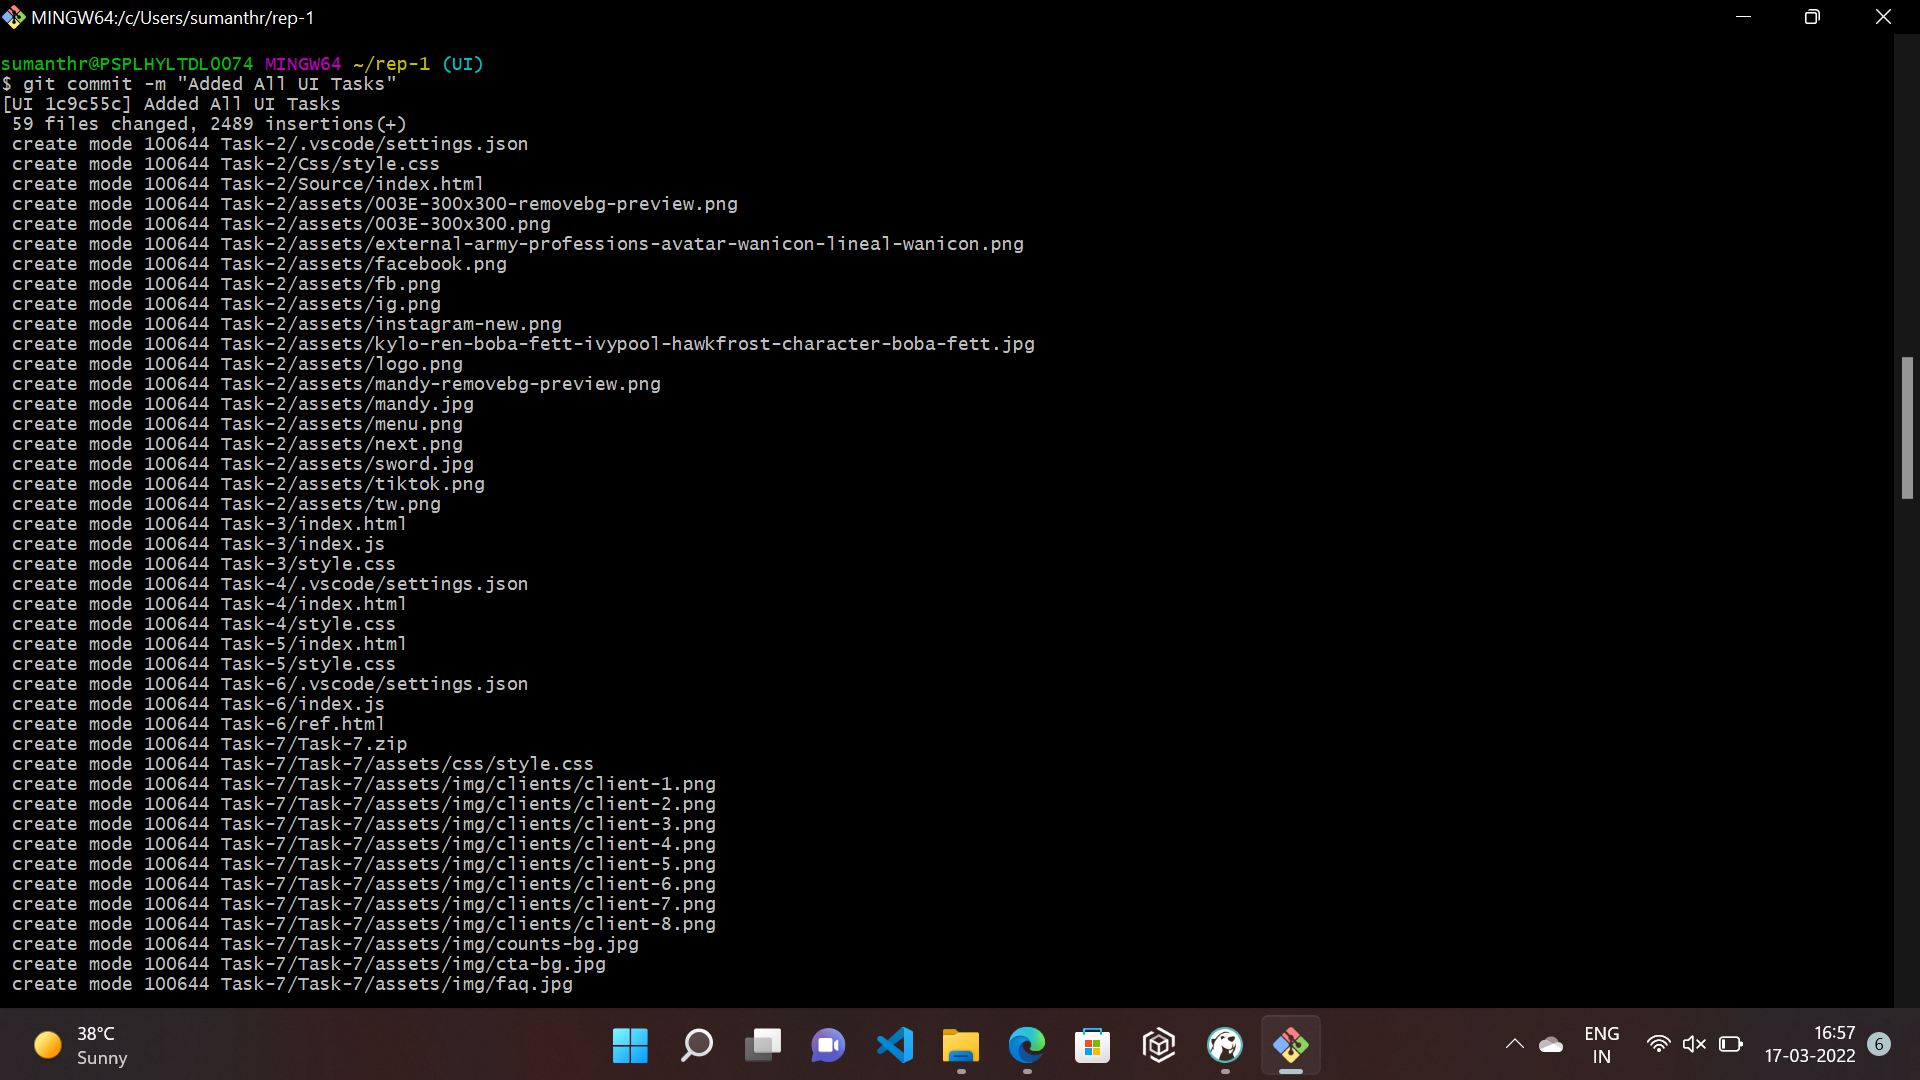 MINGW64:/c/Users/sumanthr/rep-1
sumanthr@PSPLHYLTDL0074 MINGW64 ~/rep-1 (UI)
$ git commit -m "Added All UI Tasks"
[UI 1c9c55c] Added All UI Tasks
59 files changed, 2489 insertions(+)
create mode 100644 Task-2/.vscode/settings.json
create mode 100644 Task-2/Css/style.css
create mode 100644 Task-2/Source/index.html
create mode 100644 Task-2/assets/003E-300x300-removebg-preview.png
create mode 100644 Task-2/assets/003E-300x300.png
create mode 100644 Task-2/assets/external-army-professions-avatar-wanicon-lineal-wanicon.png
create mode 100644 Task-2/assets/facebook.png
create mode 100644 Task-2/assets/fb.png
create mode 100644 Task-2/assets/ig.png
create mode 100644 Task-2/assets/instagram-new.png
create mode 100644 Task-2/assets/kylo-ren-boba-fett-ivypool-hawkfrost-character-boba-fett.jpg
create mode 100644 Task-2/assets/logo.png
create mode 100644 Task-2/assets/mandy-removebg-preview.png
create mode 100644 Task-2/assets/mandy.jpg
create mode 100644 Task-2/assets/menu.png
create mode 100644 Task-2/assets/next.png
create mode 100644 Task-2/assets/sword.jpg
create mode 100644 Task-2/assets/tiktok.png
create mode 100644 Task-2/assets/tw.png
create mode 100644 Task-3/index.html
create mode 100644 Task-3/index.js
create mode 100644 Task-3/style.css
create mode 100644 Task-4/.vscode/settings.json
create mode 100644 Task-4/index.html
create mode 100644 Task-4/style.css
create mode 100644 Task-5/index.html
create mode 100644 Task-5/style.css
create mode 100644 Task-6/.vscode/settings.json
create mode 100644 Task-6/index.js
create mode 100644 Task-6/ref.html
create mode 100644 Task-7/Task-7.zip
create mode 100644 Task-7/Task-7/assets/css/style.css
create mode 100644 Task-7/Task-7/assets/img/clients/client-1.png
create mode 100644 Task-7/Task-7/assets/img/clients/client-2.png
create mode 100644 Task-7/Task-7/assets/img/clients/client-3.png
create mode 100644 Task-7/Task-7/assets/img/clients/client-4.png
create mode 100644 Task-7/Task-7/assets/img/clients/client-5.png
create mode 100644 Task-7/Task-7/assets/img/clients/client-6.png
create mode 100644 Task-7/Task-7/assets/img/clients/client-7.png
create mode 100644 Task-7/Task-7/assets/img/clients/client-8.png
create mode 100644 Task-7/Task-7/assets/img/counts-bg.jpg
create mode 100644 Task-7/Task-7/assets/img/cta-bg.jpg
create mode 100644 Task-7/Task-7/assets/img/faq.jpg
38°C
Sunny
ENG
IN
16:57
17-03-2022
6